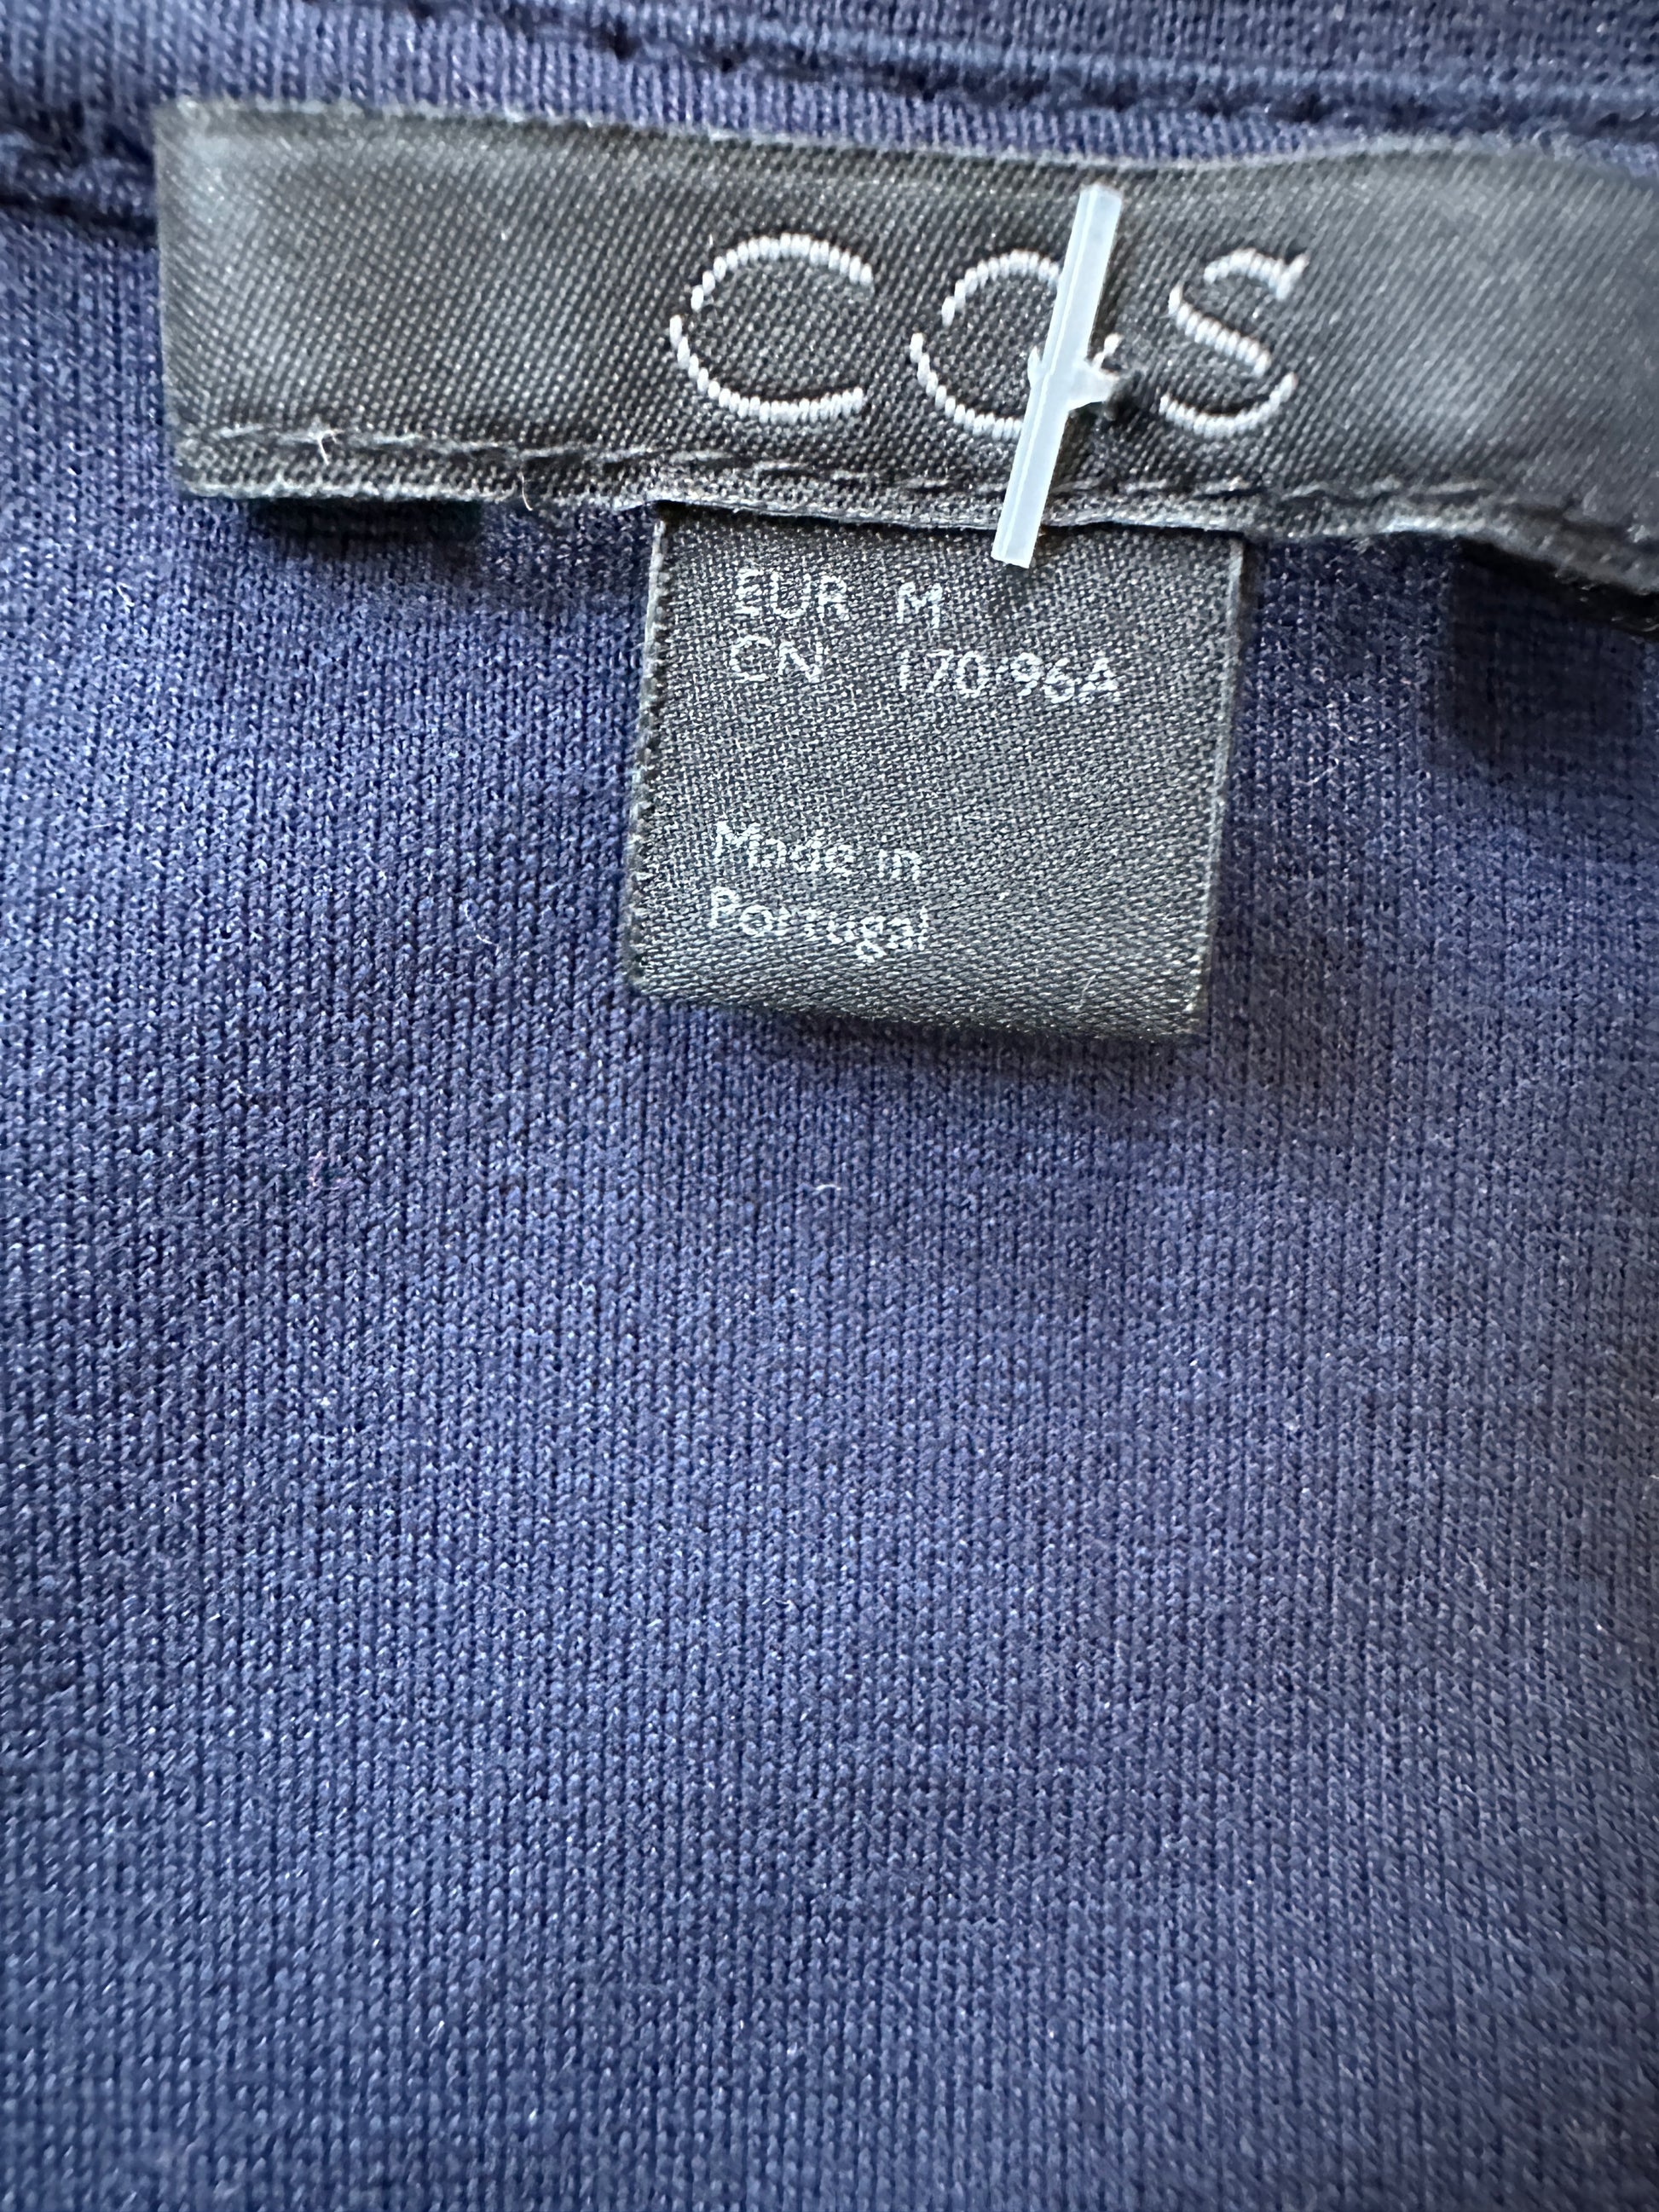 COS
EUR M
CN 170/96A
Made in
Portugal